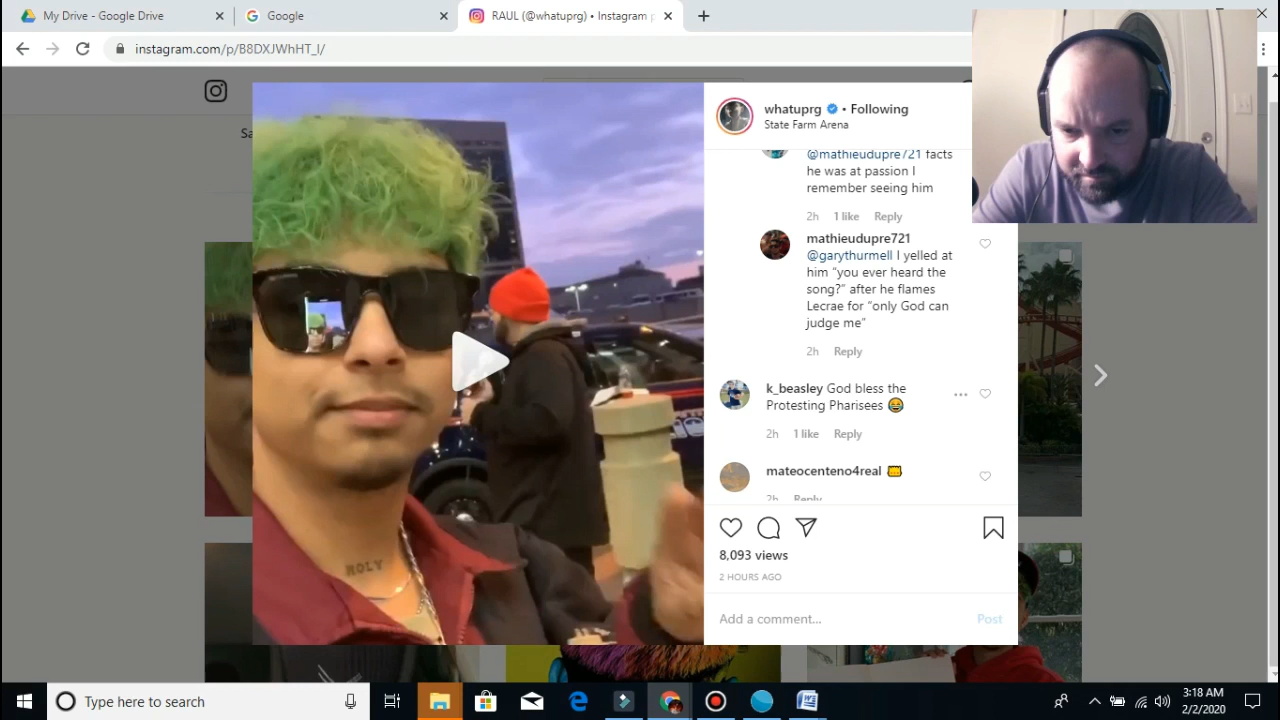 My Drive - Google Drive
Google
RAUL (@whatuprg) • Instagram p
instagram.com/p/B8DXJWhHT_I/
Sa
whatuprg • Following
State Farm Arena
@mathieudupre721 facts
he was at passion I
remember seeing him
2h 1 like Reply
mathieudupre721
@garythurmell I yelled at
him “you ever heard the
song?” after he flames
Lecrae for “only God can
judge me”
2h Reply
k_beasley God bless the
Protesting Pharisees 😂
2h 1 like Reply
mateocenteno4real
2h Reply
HOLY
8,093 views
2 HOURS AGO
Add a comment...
Post
Type here to search
3:18 AM
2/2/2020